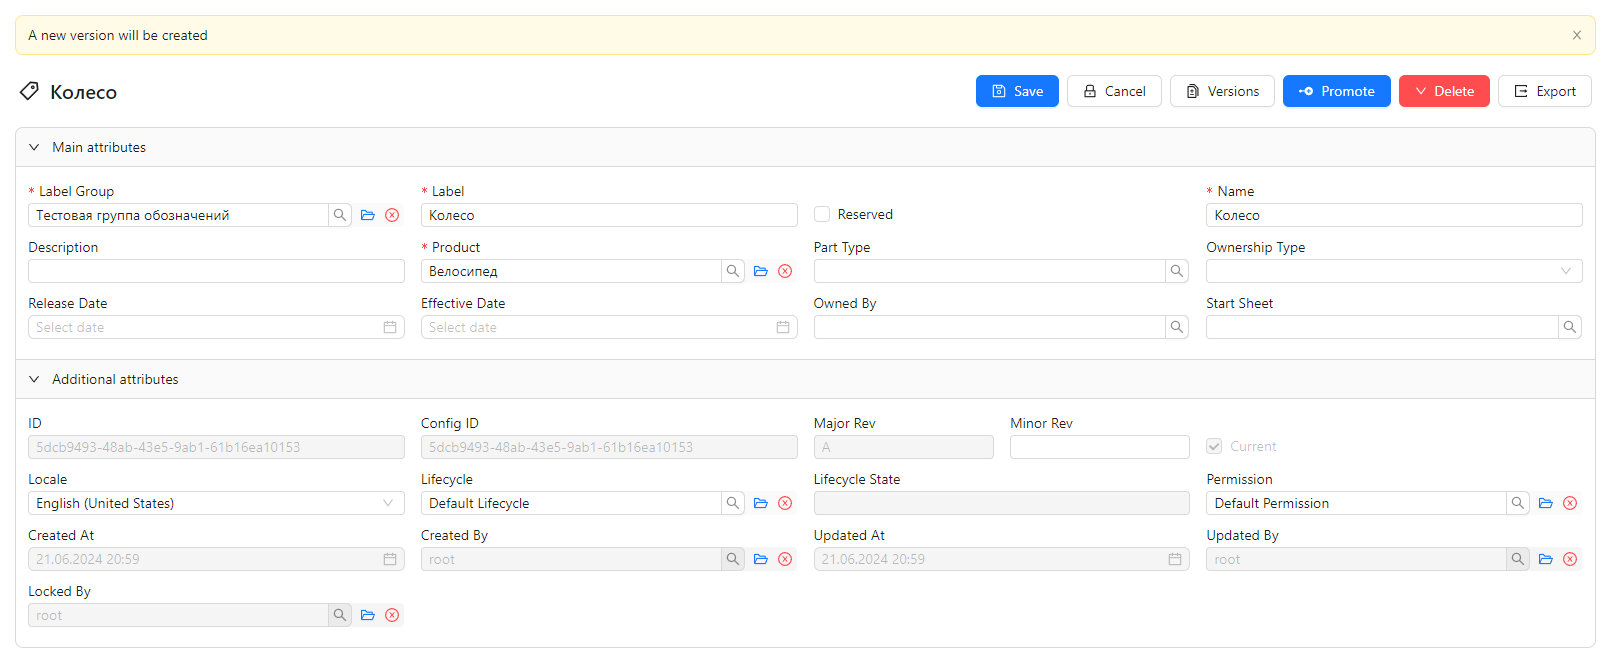 A new version will be created
Колесо
Save Cancel Versions Promote Delete Export
Main attributes
* Label Group * Label * Name
Тестовая группа обозначений Колесо Reserved Колесо
Description * Product Part Type Ownership Type
Велосипед
Release Date Effective Date Owned By Start Sheet
Select date Select date
Additional attributes
ID Config ID Major Rev Minor Rev
5dcb9493-48ab-43e5-9ab1-61b16ea10153 5dcb9493-48ab-43e5-9ab1-61b16ea10153 A Current
Locale Lifecycle Lifecycle State Permission
English (United States) Default Lifecycle Default Permission
Created At Created By Updated At Updated By
21.06.2024 20:59 root 21.06.2024 20:59 root
Locked By
root